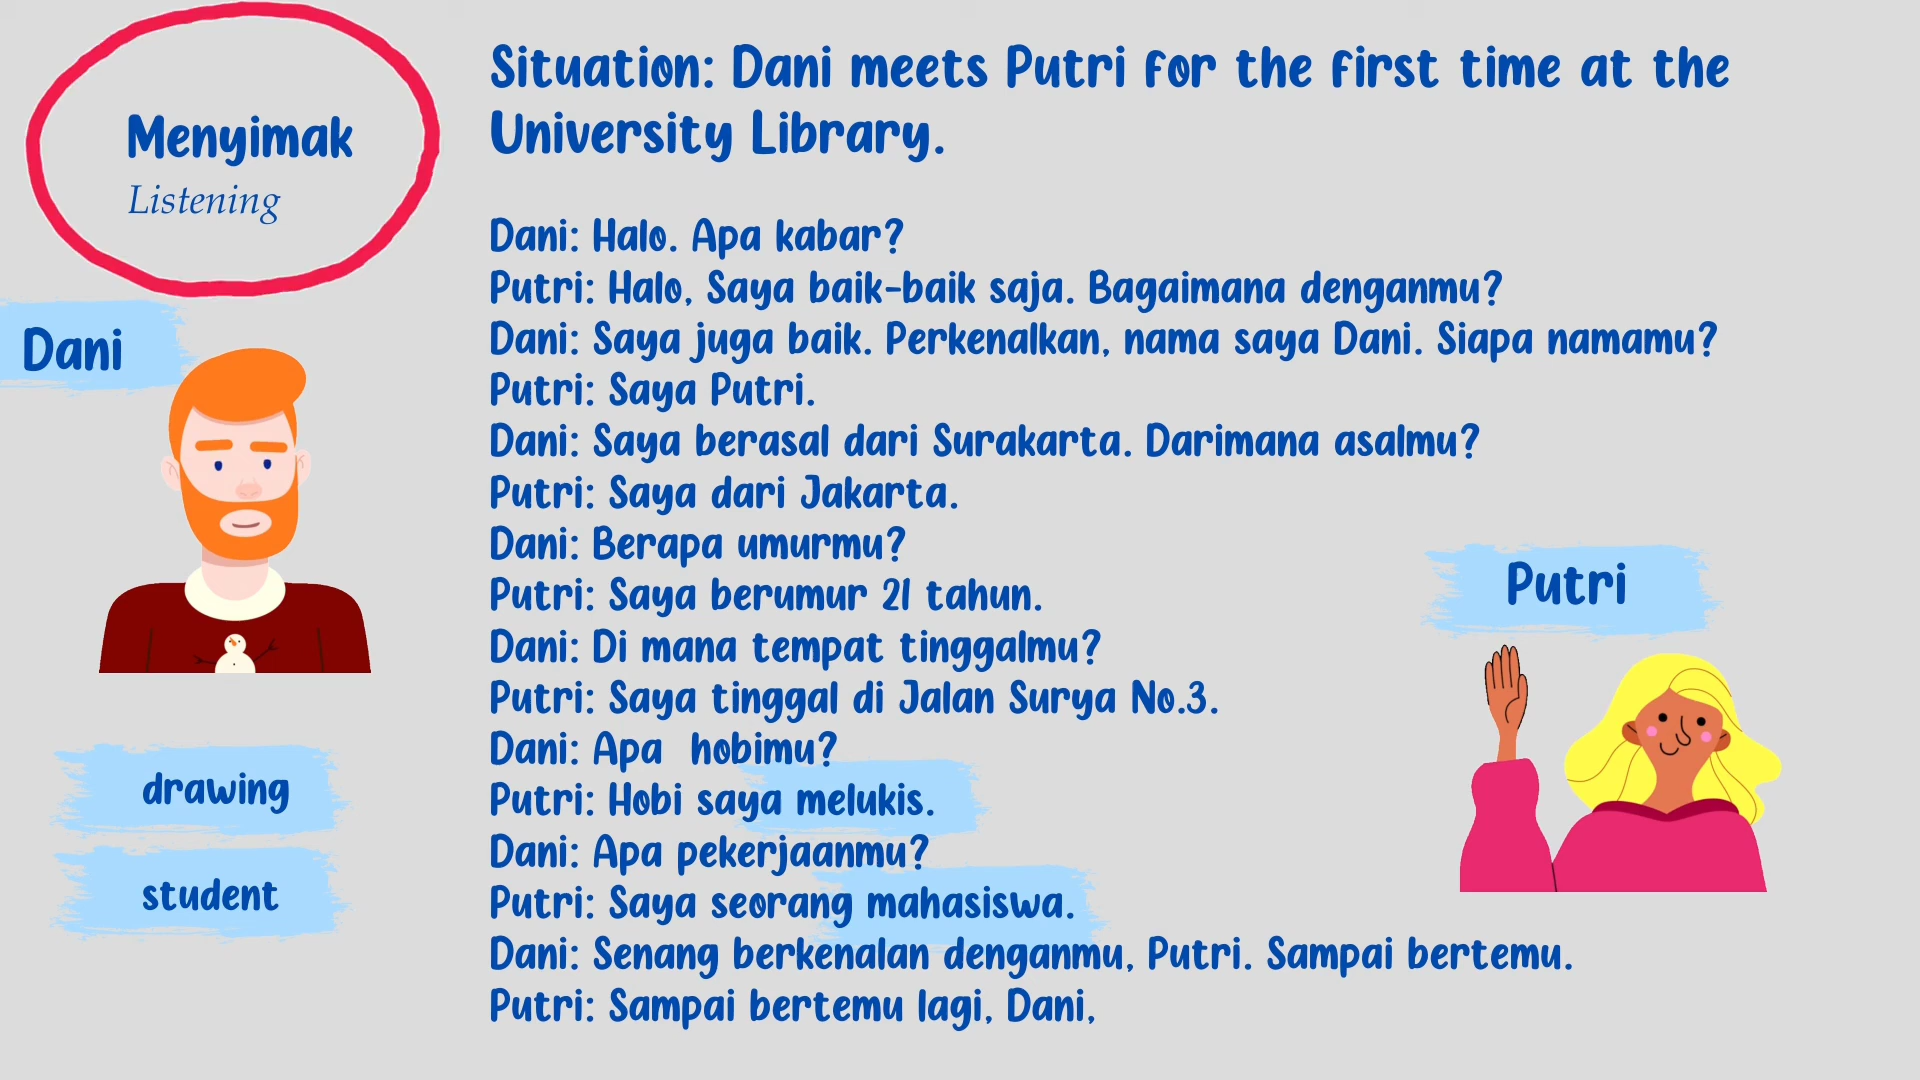 Menyimak
Listening
Situation: Dani meets Putri for the first time at the
University Library.
Dani: Halo. Apa kabar?
Putri: Halo, Saya baik-baik saja. Bagaimana denganmu?
Dani: Saya juga baik. Perkenalkan, nama saya Dani. Siapa namamu?
Putri: Saya Putri.
Dani: Saya berasal dari Surakarta. Darimana asalmu?
Putri: Saya dari Jakarta.
Dani: Berapa umurmu?
Putri: Saya berumur 21 tahun.
Dani: Di mana tempat tinggalmu?
Putri: Saya tinggal di Jalan Surya No.3.
Dani: Apa  hobimu?
Putri: Hobi saya melukis.
Dani: Apa pekerjaanmu?
Putri: Saya seorang mahasiswa.
Dani: Senang berkenalan denganmu, Putri. Sampai bertemu.
Putri: Sampai bertemu lagi, Dani,
Dani
drawing
student
Putri